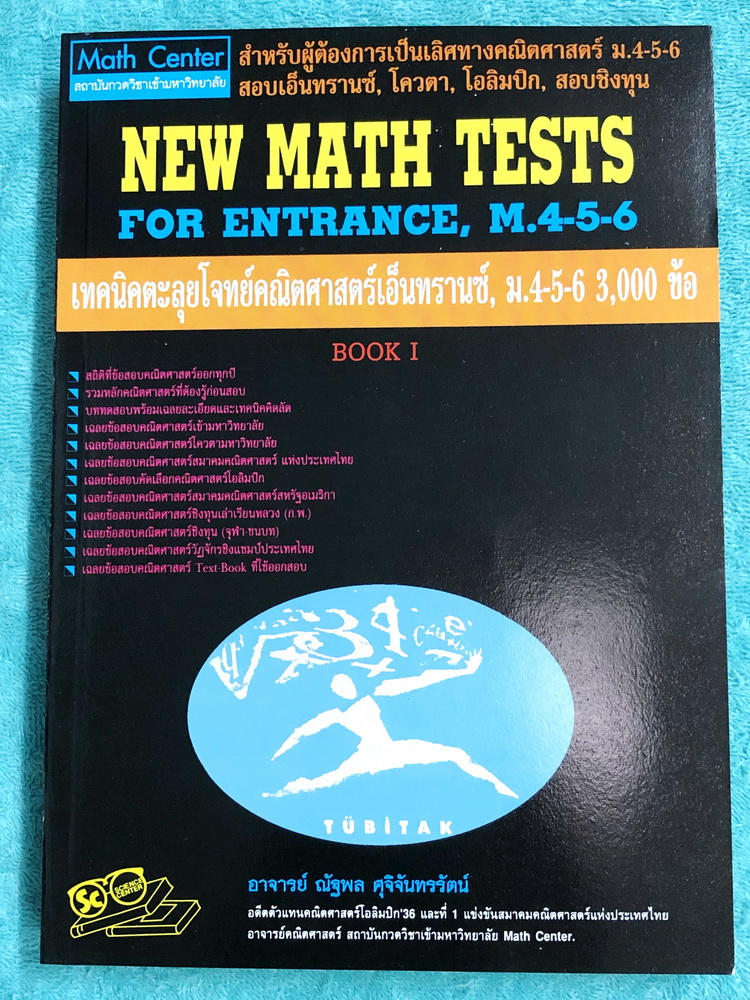 Math Center
สถาบันกวดวิชาเข้ามหาวิทยาลัย
สำหรับผู้ต้องการเป็นเลิศทางคณิตศาสตร์ ม.4-5-6
สอบเอ็นทรานซ์, โควตา, โอลิมปิก, สอบชิงทุน
NEW MATH TESTS
FOR ENTRANCE, M.4-5-6
เทคนิคตะลุยโจทย์คณิตศาสตร์เอ็นทรานซ์, ม.4-5-6 3,000 ข้อ
BOOK I
สถิติที่ข้อสอบคณิตศาสตร์ออกทุกปี
รวมหลักคณิตศาสตร์ที่ต้องรู้ก่อนสอบ
บททดสอบพร้อมเฉลยละเอียดและเทคนิคคิดลัด
เฉลยข้อสอบคณิตศาสตร์เข้ามหาวิทยาลัย
เฉลยข้อสอบคณิตศาสตร์โควตามหาวิทยาลัย
เฉลยข้อสอบคณิตศาสตร์สมาคมคณิตศาสตร์ แห่งประเทศไทย
เฉลยข้อสอบคัดเลือกคณิตศาสตร์โอลิมปิก
เฉลยข้อสอบคณิตศาสตร์สมาคมคณิตศาสตร์สหรัฐอเมริกา
เฉลยข้อสอบคณิตศาสตร์ชิงทุนเล่าเรียนหลวง (ก.พ.)
เฉลยข้อสอบคณิตศาสตร์ชิงทุน (จุฬา-ชนบท)
เฉลยข้อสอบคณิตศาสตร์วัฏจักรชิงแชมป์ประเทศไทย
เฉลยข้อสอบคณิตศาสตร์ Text-Book ที่ใช้ออกสอบ
TÜBİTAK
Sc
SCIENCE CENTER
อาจารย์ ณัฐพล ศุจิจันทรรัตน์
อดีตตัวแทนคณิตศาสตร์โอลิมปิก'36 และที่ 1 แข่งขันสมาคมคณิตศาสตร์แห่งประเทศไทย
อาจารย์คณิตศาสตร์ สถาบันกวดวิชาเข้ามหาวิทยาลัย Math Center.